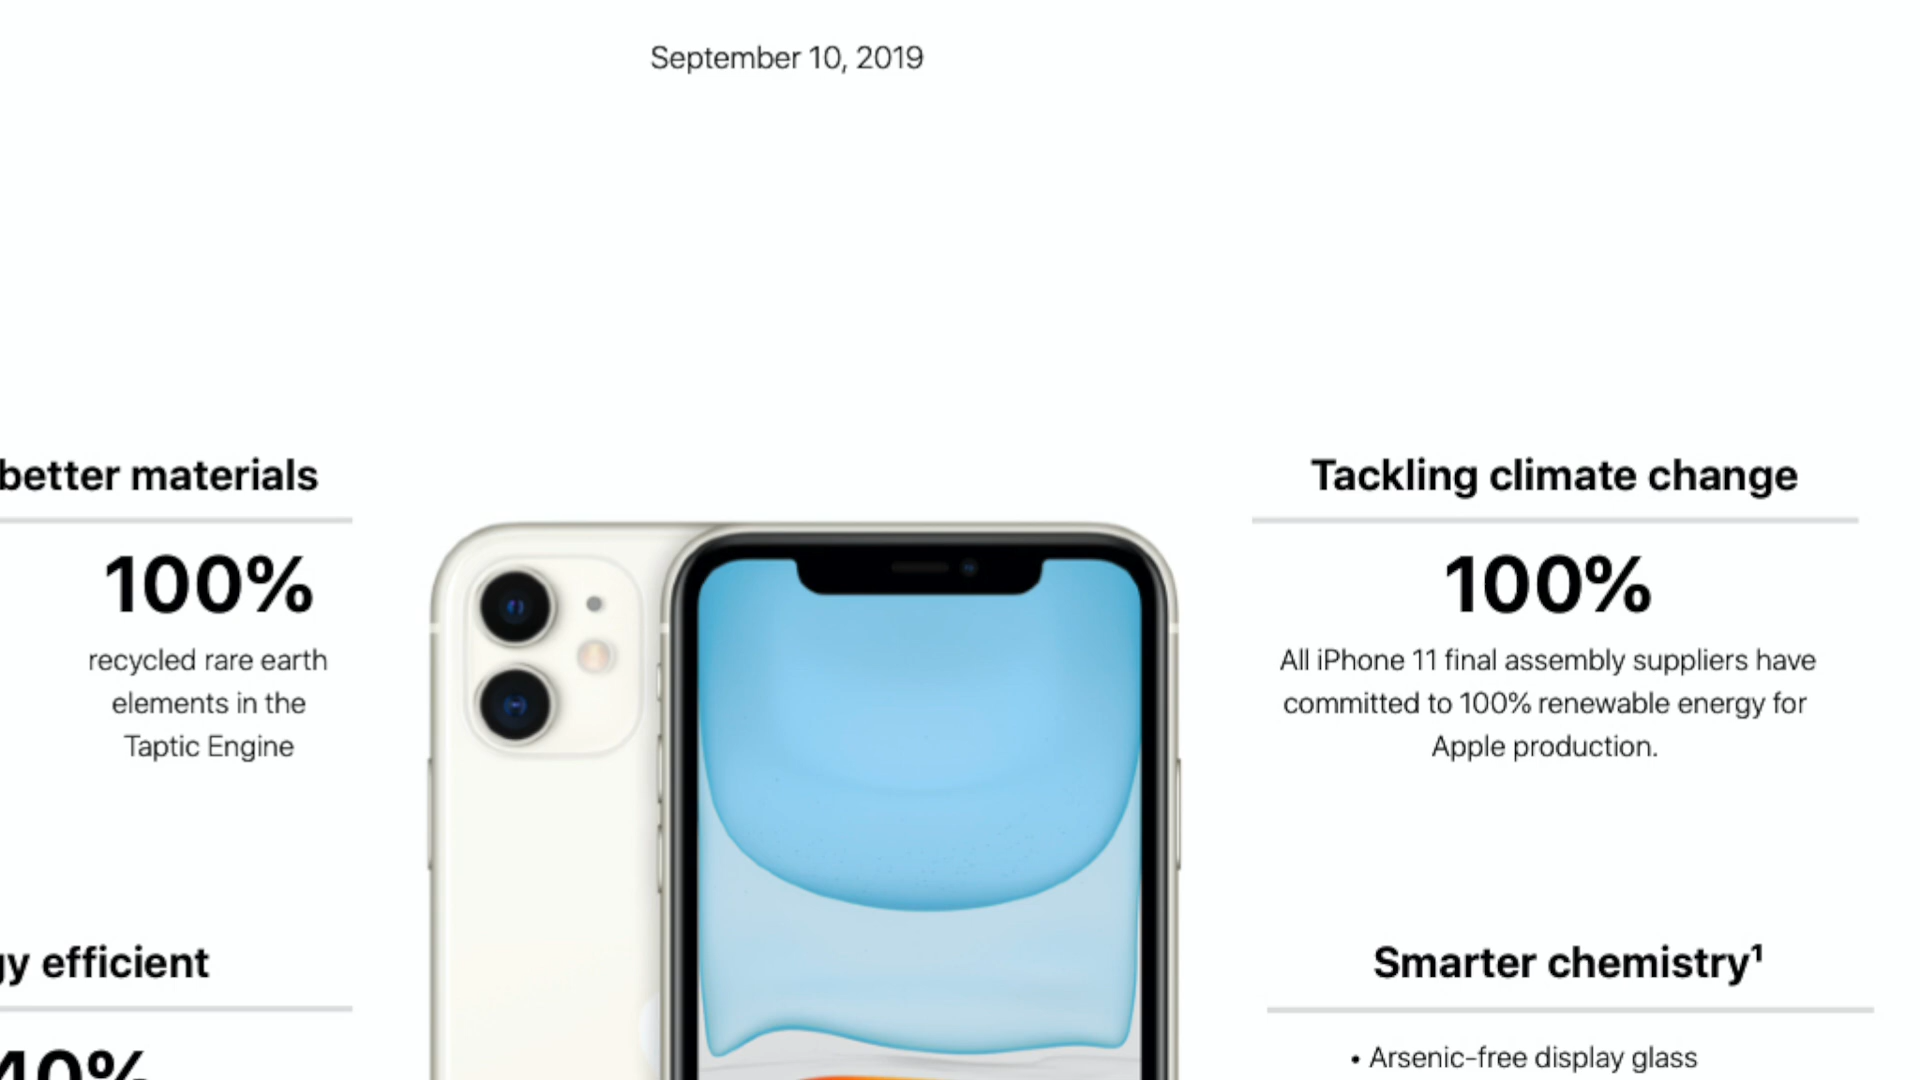 September 10, 2019
better materials
100%
recycled rare earth
elements in the
Taptic Engine
Tackling climate change
100%
All iPhone 11 final assembly suppliers have
committed to 100% renewable energy for
Apple production.
efficient
40%
Smarter chemistry¹
• Arsenic-free display glass